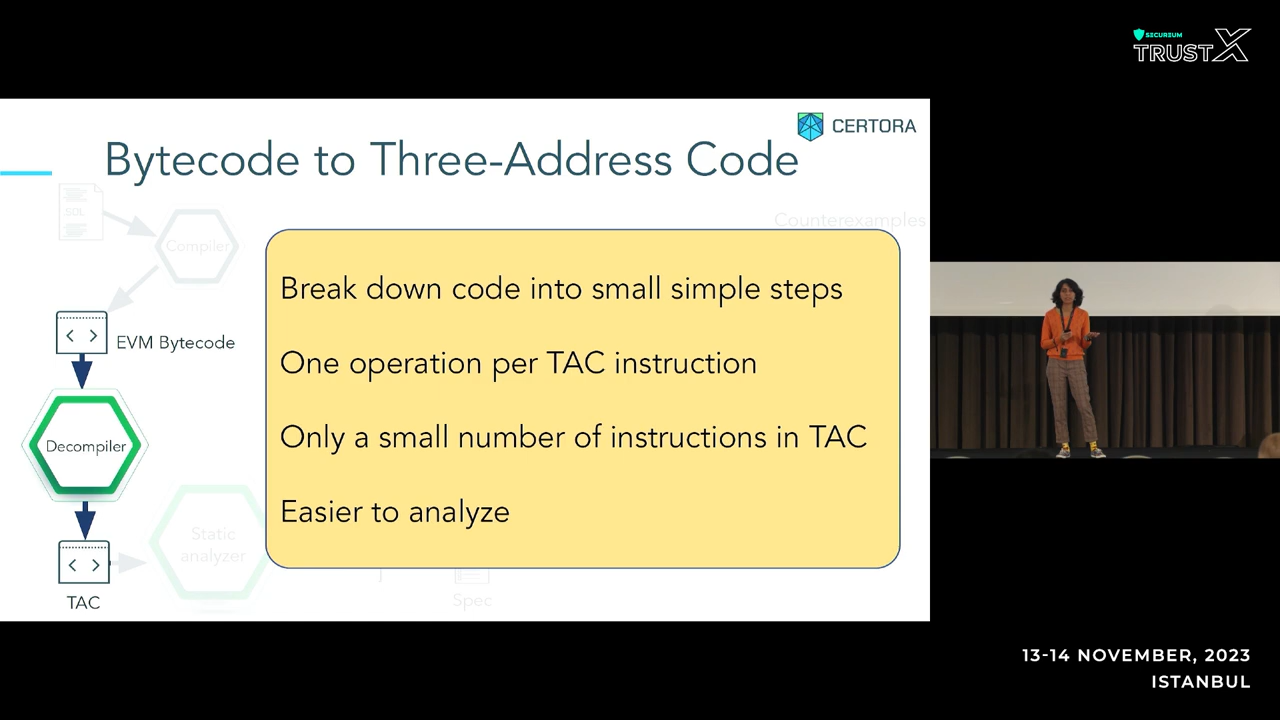 SECUREUM
TRUSTX
CERTORA
Bytecode to Three-Address Code
SOL
Compiler
Counterexamples
Break down code into small simple steps
One operation per TAC instruction
Only a small number of instructions in TAC
Easier to analyze
EVM Bytecode
Decompiler
Static
analyzer
TAC
Spec
13-14 NOVEMBER, 2023
ISTANBUL